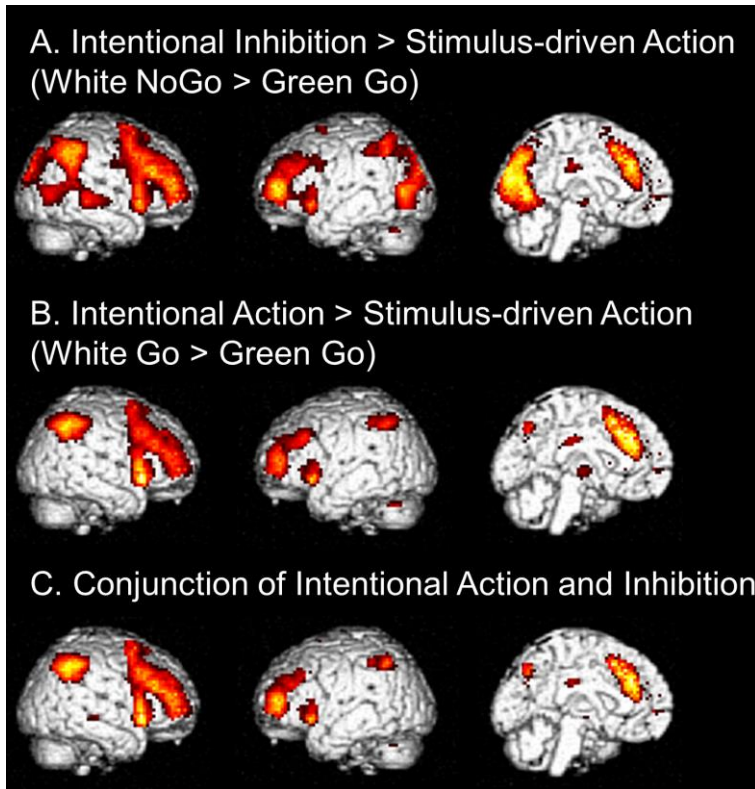 A. Intentional Inhibition > Stimulus-driven Action
(White NoGo > Green Go)
B. Intentional Action > Stimulus-driven Action
(White Go > Green Go)
C. Conjunction of Intentional Action and Inhibition